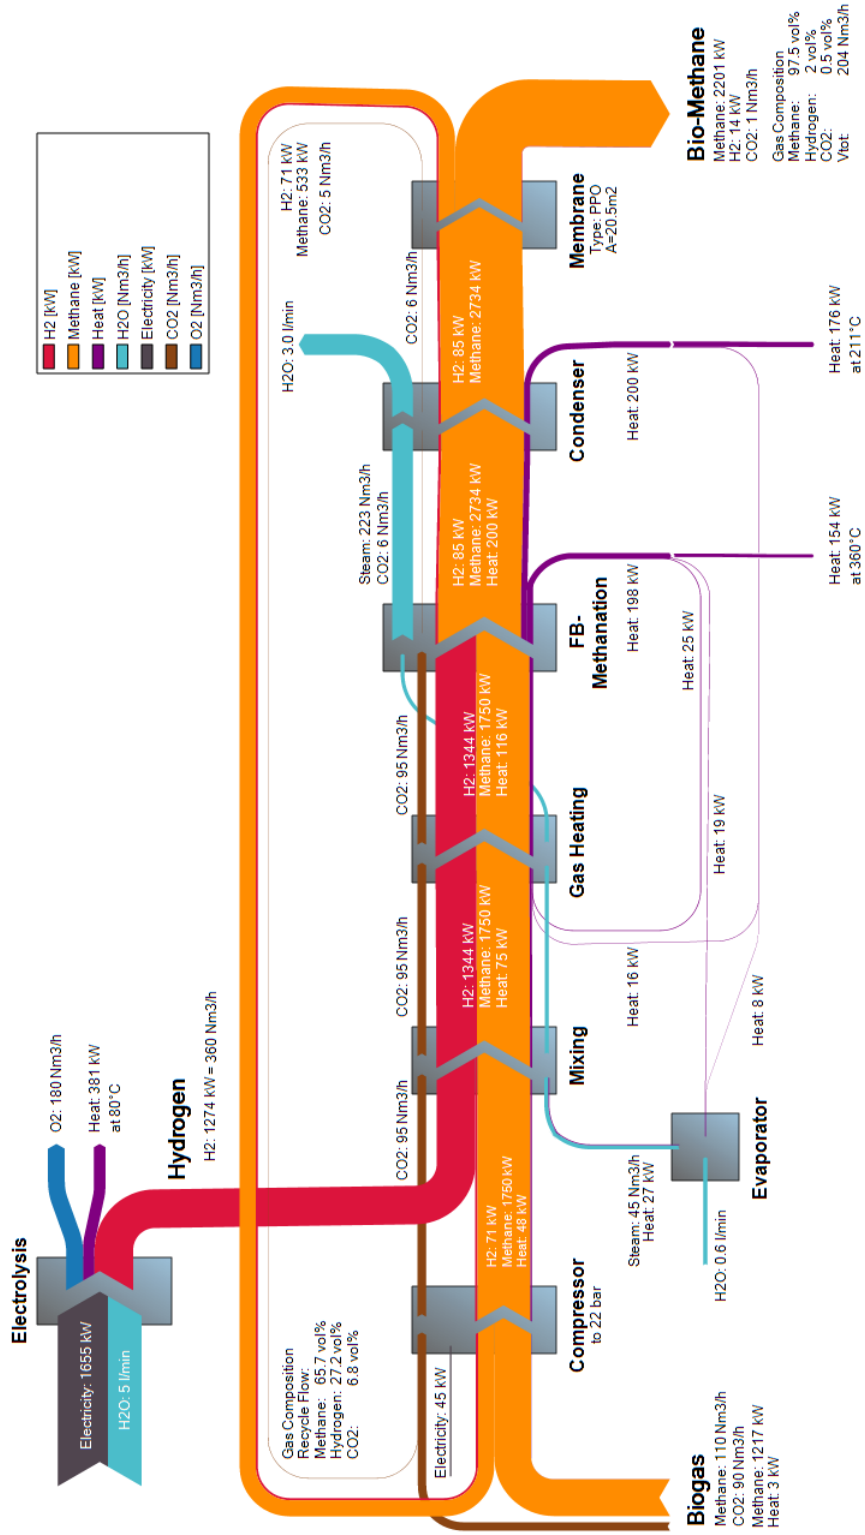 Electrolysis
Electricity: 1655 kW
H2O: 5 l/min
O2: 180 Nm3/h
Heat: 381 kW
at 80°C
Hydrogen
H2: 1274 kW = 360 Nm3/h
H2 [kW]
Methane [kW]
Heat [kW]
H2O [Nm3/h]
Electricity [kW]
CO2 [Nm3/h]
O2 [Nm3/h]
Gas Composition
Recycle Flow:
Methane: 65.7 vol%
Hydrogen: 27.2 vol%
CO2: 6.8 vol%
Electricity: 45 kW
Biogas
Methane: 110 Nm3/h
CO2: 90 Nm3/h
Methane: 1217 kW
Heat: 3 kW
Compressor
to 22 bar
H2: 71 kW
Methane: 1750 kW
Heat: 48 kW
CO2: 95 Nm3/h
Mixing
H2: 1344 kW
Methane: 1750 kW
Heat: 75 kW
CO2: 95 Nm3/h
Gas Heating
H2: 1344 kW
Methane: 1750 kW
Heat: 116 kW
CO2: 95 Nm3/h
FB-
Methanation
Steam: 223 Nm3/h
CO2: 6 Nm3/h
H2: 85 kW
Methane: 2734 kW
Heat: 200 kW
Condenser
H2O: 3.0 l/min
CO2: 6 Nm3/h
H2: 85 kW
Methane: 2734 kW
Membrane
Type: PPO
A=20.5m2
H2: 71 kW
Methane: 533 kW
CO2: 5 Nm3/h
Bio-Methane
Methane: 2201 kW
H2: 14 kW
CO2: 1 Nm3/h
Gas Composition
Methane: 97.5 vol%
Hydrogen: 2 vol%
CO2: 0.5 vol%
Vtot: 204 Nm3/h
Steam: 45 Nm3/h
Heat: 27 kW
H2O: 0.6 l/min
Evaporator
Heat: 16 kW
Heat: 8 kW
Heat: 19 kW
Heat: 25 kW
Heat: 198 kW
Heat: 200 kW
Heat: 154 kW
at 360°C
Heat: 176 kW
at 211°C